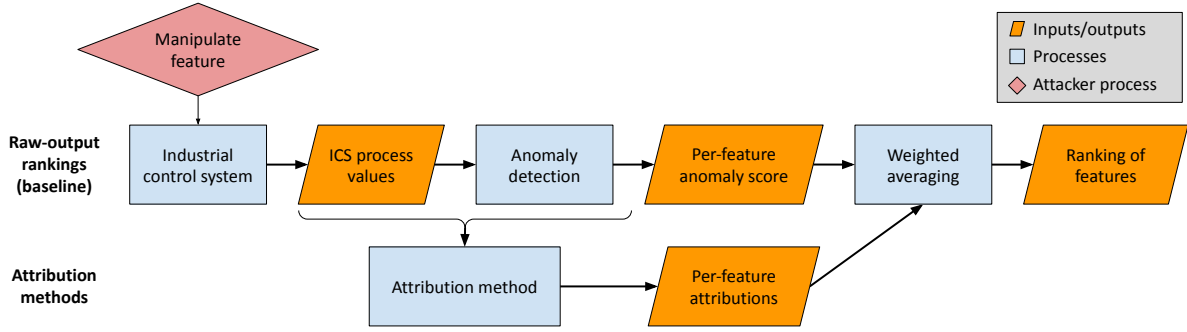 Manipulate
feature
Inputs/outputs
Processes
Attacker process
Raw-output
rankings
(baseline)
Industrial
control system
ICS process
values
Anomaly
detection
Per-feature
anomaly score
Weighted
averaging
Ranking of
features
Attribution
methods
Attribution method
Per-feature
attributions